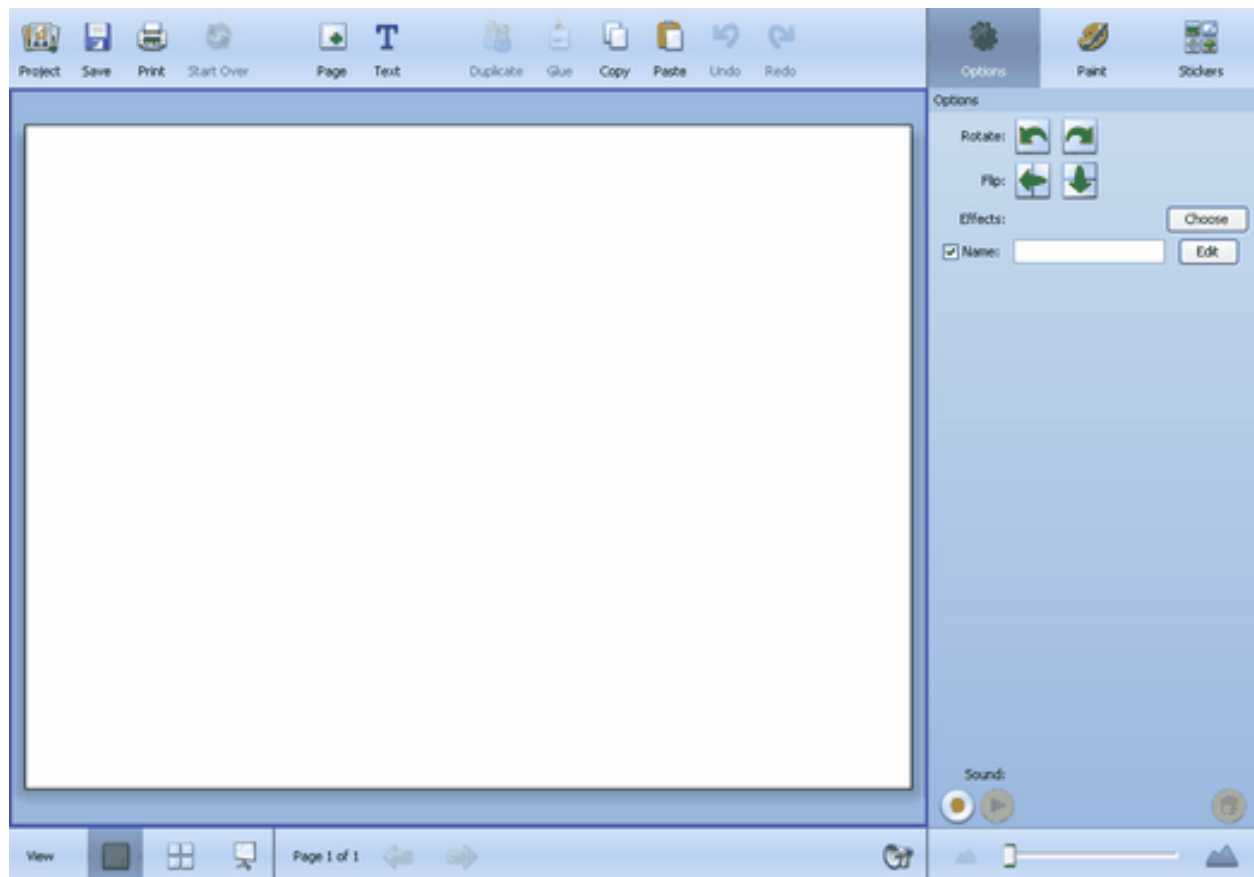 Project Save Print Start Over Page Text Duplicate Glue Copy Paste Undo Redo Options Paint Stickers
Options
Rotate:
Flip:
Effects: Choose
Name: Edit
Sound:
View Page 1 of 1